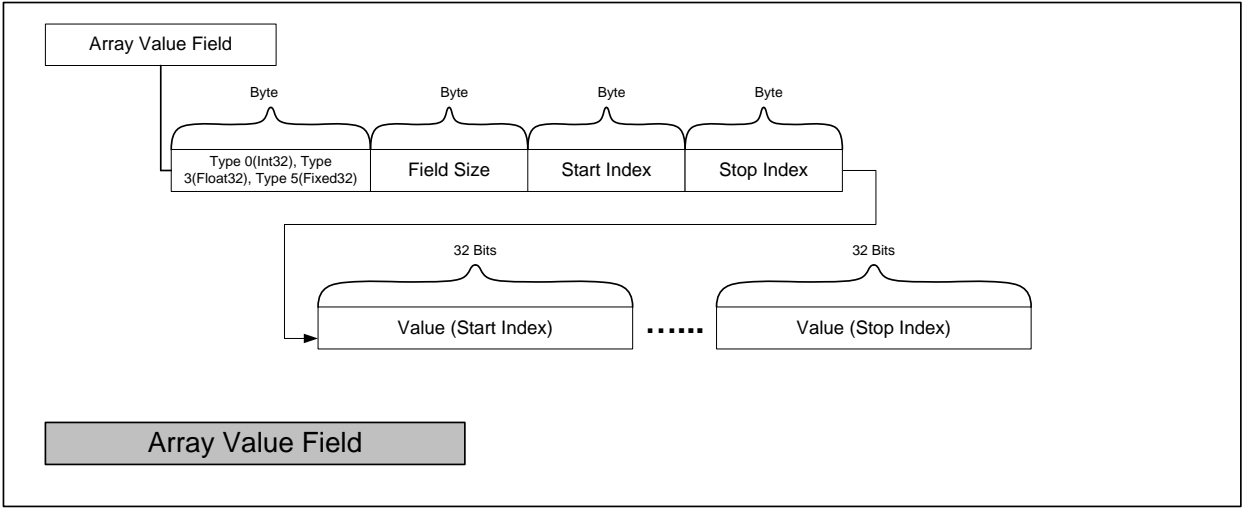 Array Value Field
Byte
Byte
Byte
Byte
Type 0(Int32), Type
3(Float32), Type 5(Fixed32)
Field Size
Start Index
Stop Index
32 Bits
32 Bits
Value (Start Index)
…...
Value (Stop Index)
Array Value Field